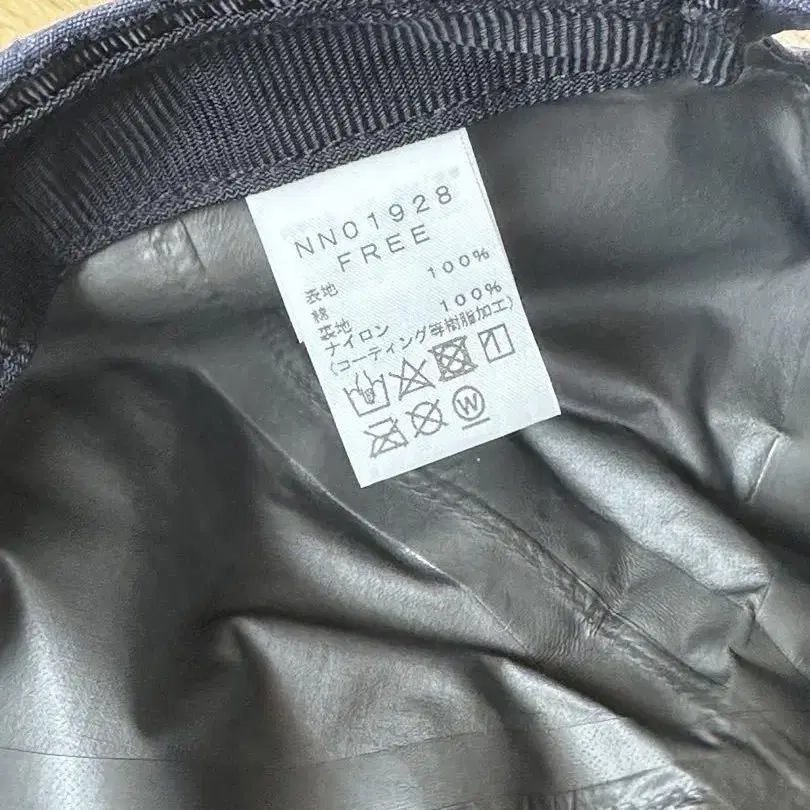 NN01928
FREE
表地
綿 100%
裏地
ナイロン 100%
(コーティング等樹脂加工)
W